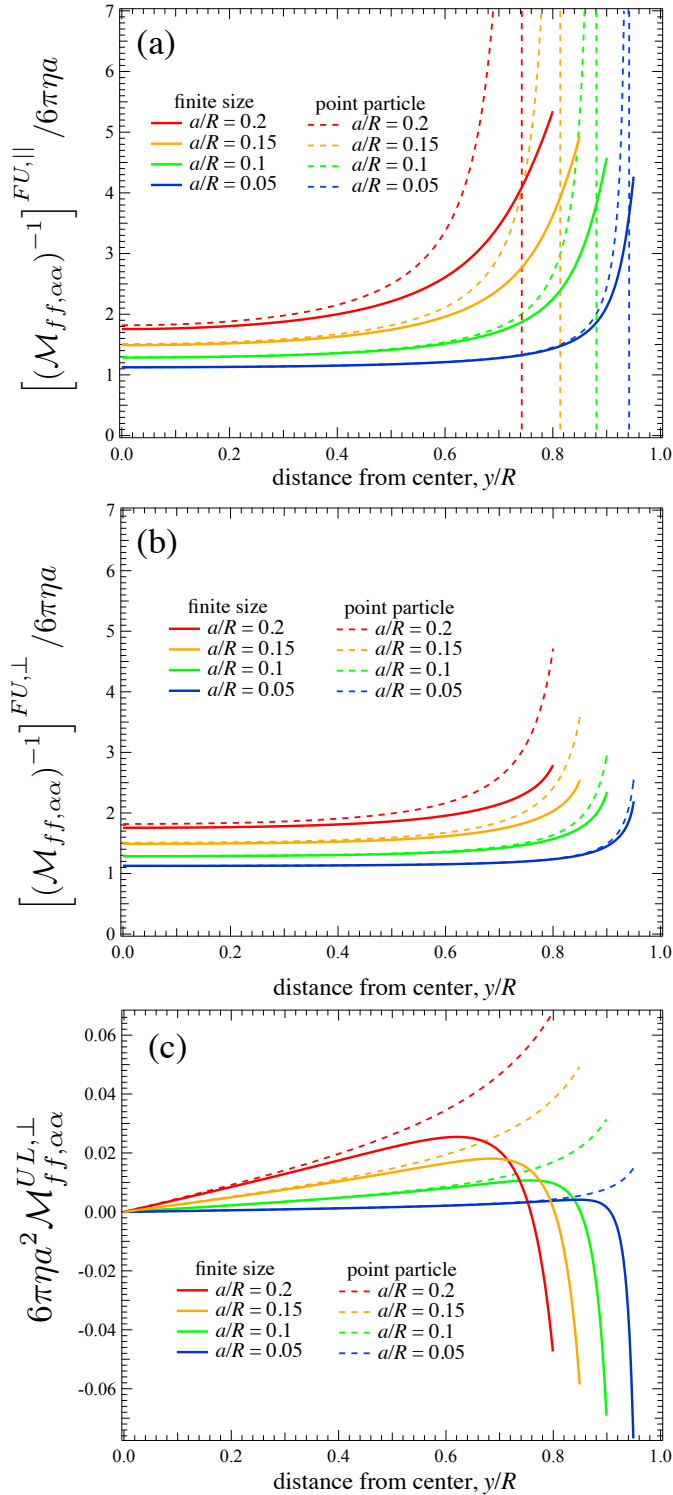 (a)
finite size
a/R = 0.2
a/R = 0.15
a/R = 0.1
a/R = 0.05
point particle
a/R = 0.2
a/R = 0.15
a/R = 0.1
a/R = 0.05
[(ℳ_{ff,αα})^{−1}]^{FU,||} /6πηa
7
6
5
4
3
2
1
0
0.0 0.2 0.4 0.6 0.8 1.0
distance from center, y/R
(b)
finite size
a/R = 0.2
a/R = 0.15
a/R = 0.1
a/R = 0.05
point particle
a/R = 0.2
a/R = 0.15
a/R = 0.1
a/R = 0.05
[(ℳ_{ff,αα})^{−1}]^{FU,⊥} /6πηa
7
6
5
4
3
2
1
0
0.0 0.2 0.4 0.6 0.8 1.0
distance from center, y/R
(c)
finite size
a/R = 0.2
a/R = 0.15
a/R = 0.1
a/R = 0.05
point particle
a/R = 0.2
a/R = 0.15
a/R = 0.1
a/R = 0.05
6πηa² ℳ_{ff,αα}^{UL,⊥}
0.06
0.04
0.02
0.00
-0.02
-0.04
-0.06
0.0 0.2 0.4 0.6 0.8 1.0
distance from center, y/R